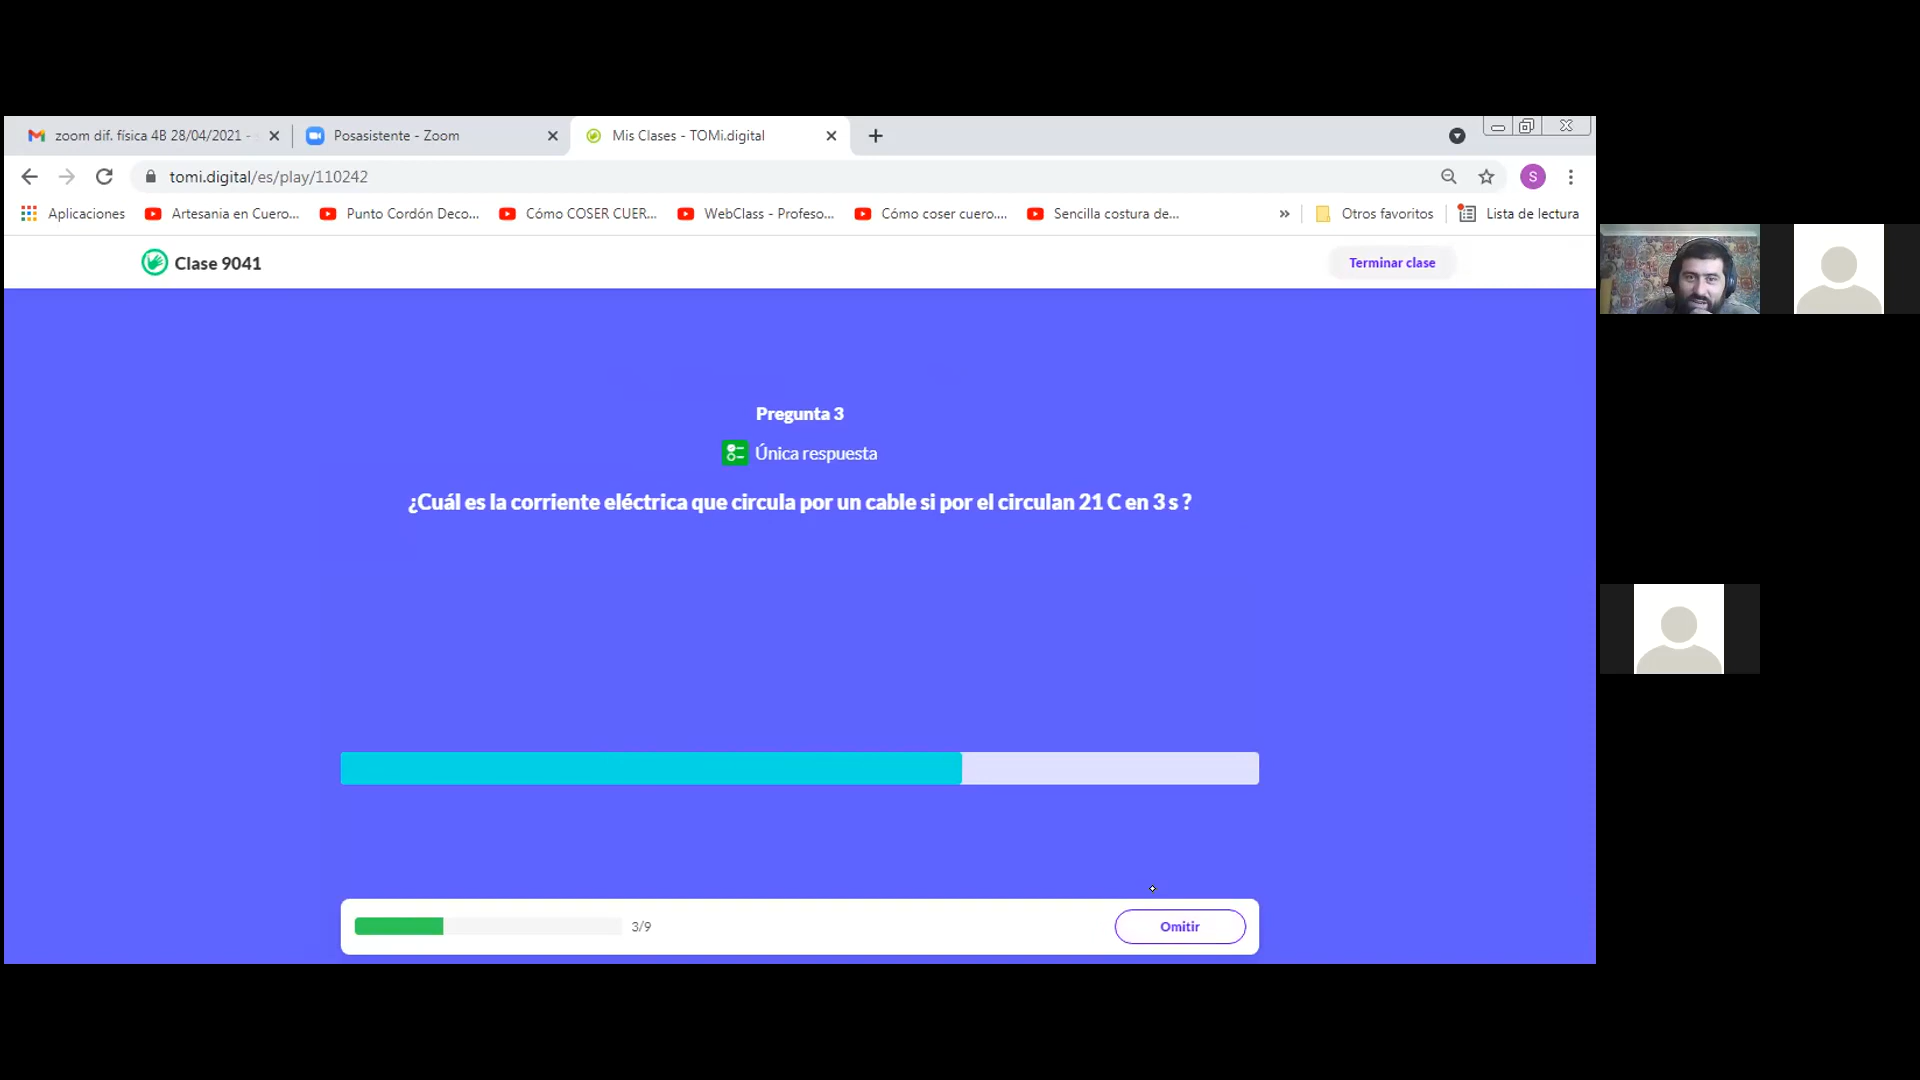 zoom dif. física 4B 28/04/2021 -
Posasistente - Zoom
Mis Clases - TOMi.digital
tomi.digital/es/play/110242
S
Aplicaciones
Artesania en Cuero...
Punto Cordón Deco...
Cómo COSER CUER...
WebClass - Profeso...
Cómo coser cuero....
Sencilla costura de...
»
Otros favoritos
Lista de lectura
Clase 9041
Terminar clase
Pregunta 3
Única respuesta
¿Cuál es la corriente eléctrica que circula por un cable si por el circulan 21 C en 3 s ?
3/9
Omitir